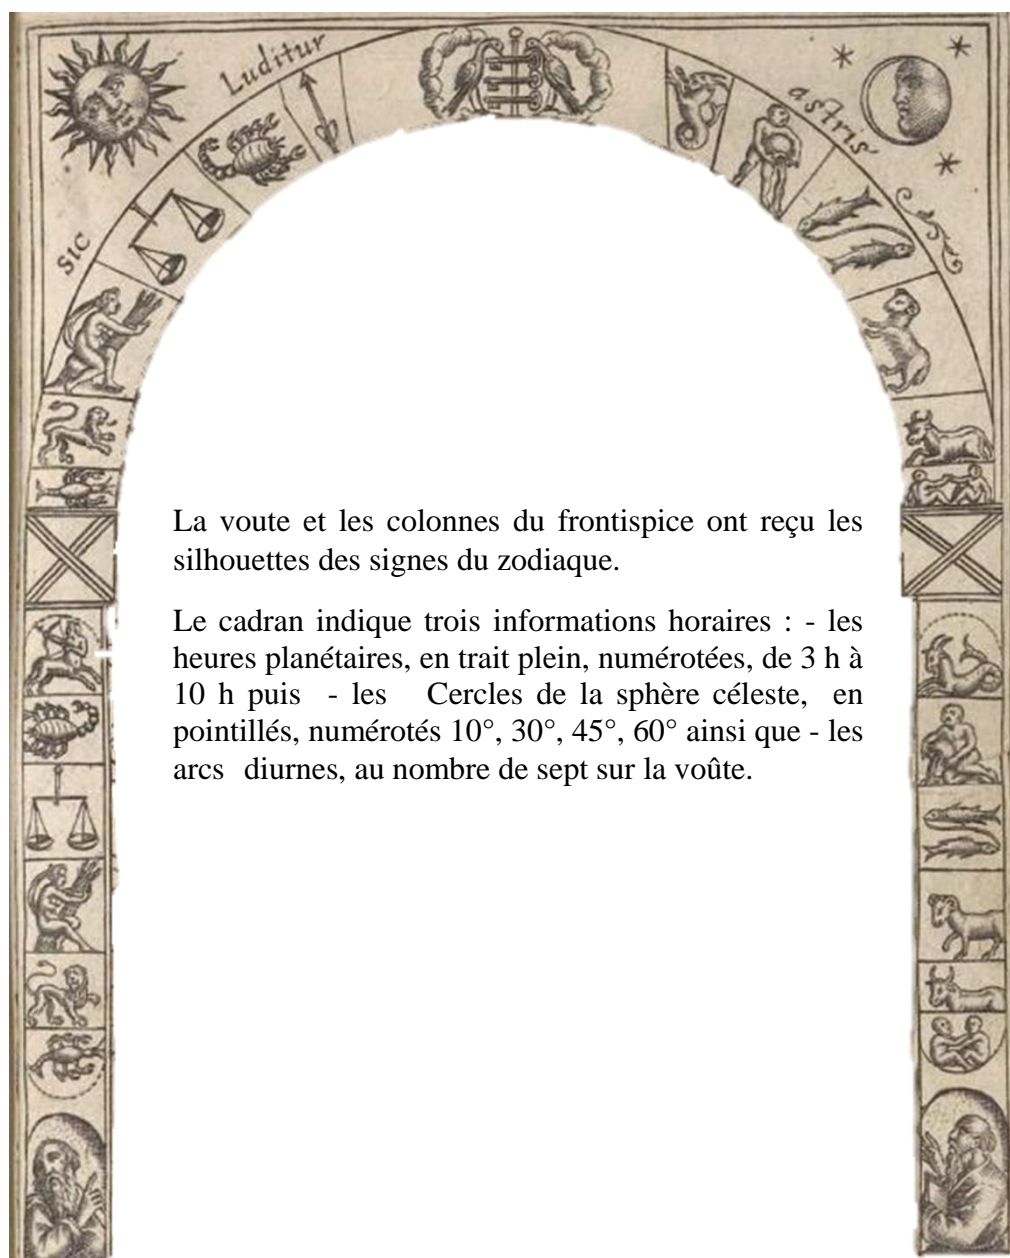 sic
Luditur
astris
La voute et les colonnes du frontispice ont reçu les
silhouettes des signes du zodiaque.
Le cadran indique trois informations horaires : - les
heures planétaires, en trait plein, numérotées, de 3 h à
10 h puis - les Cercles de la sphère céleste, en
pointillés, numérotés 10°, 30°, 45°, 60° ainsi que - les
arcs diurnes, au nombre de sept sur la voûte.